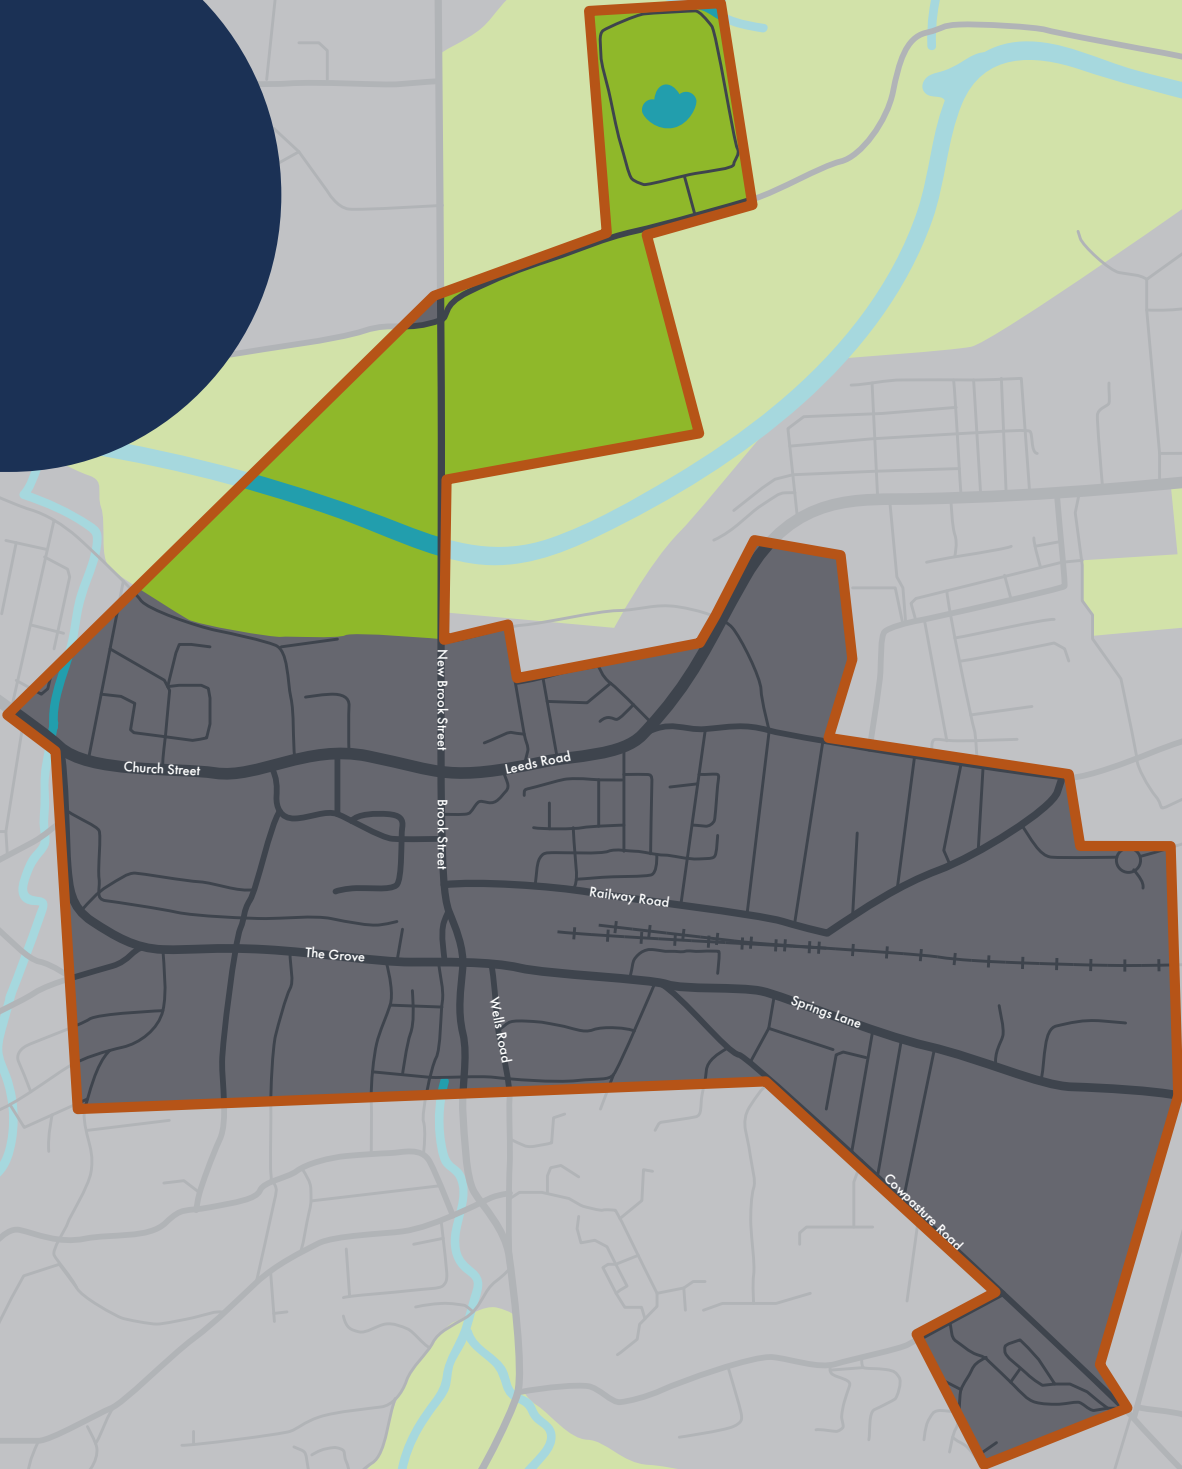 New Brook Street
Church Street
Leeds Road
Brook Street
Railway Road
The Grove
Wells Road
Springs Lane
Cowpasture Road